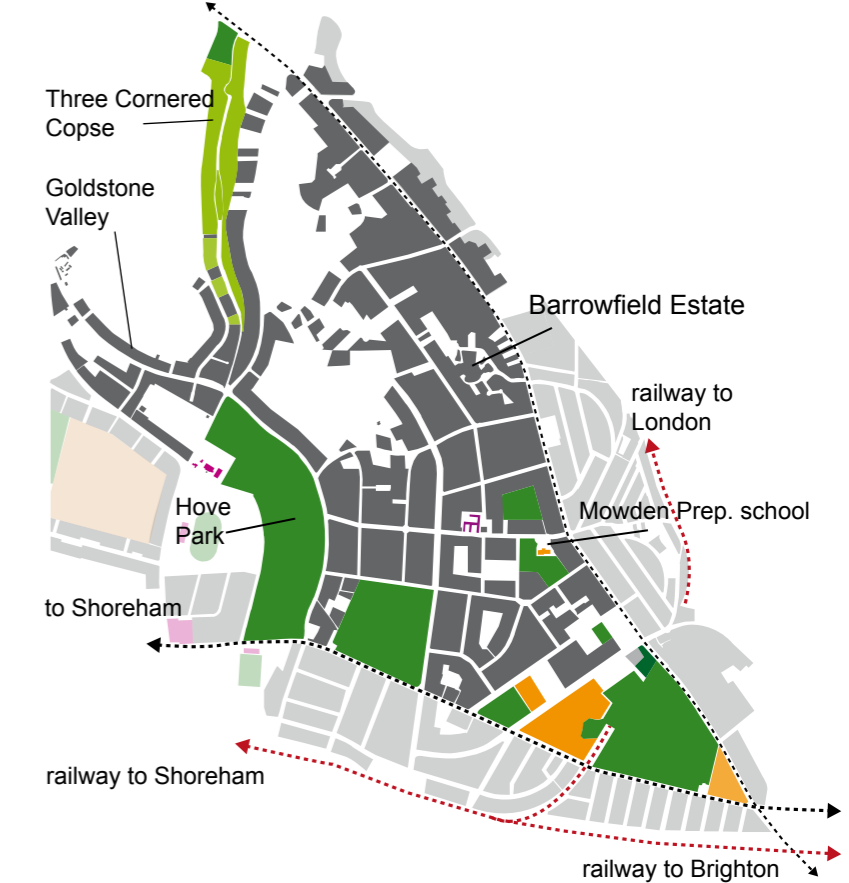 Three Cornered
Copse
Goldstone
Valley
Barrowfield Estate
railway to
London
Hove
Park
Mowden Prep. school
to Shoreham
railway to Shoreham
railway to Brighton